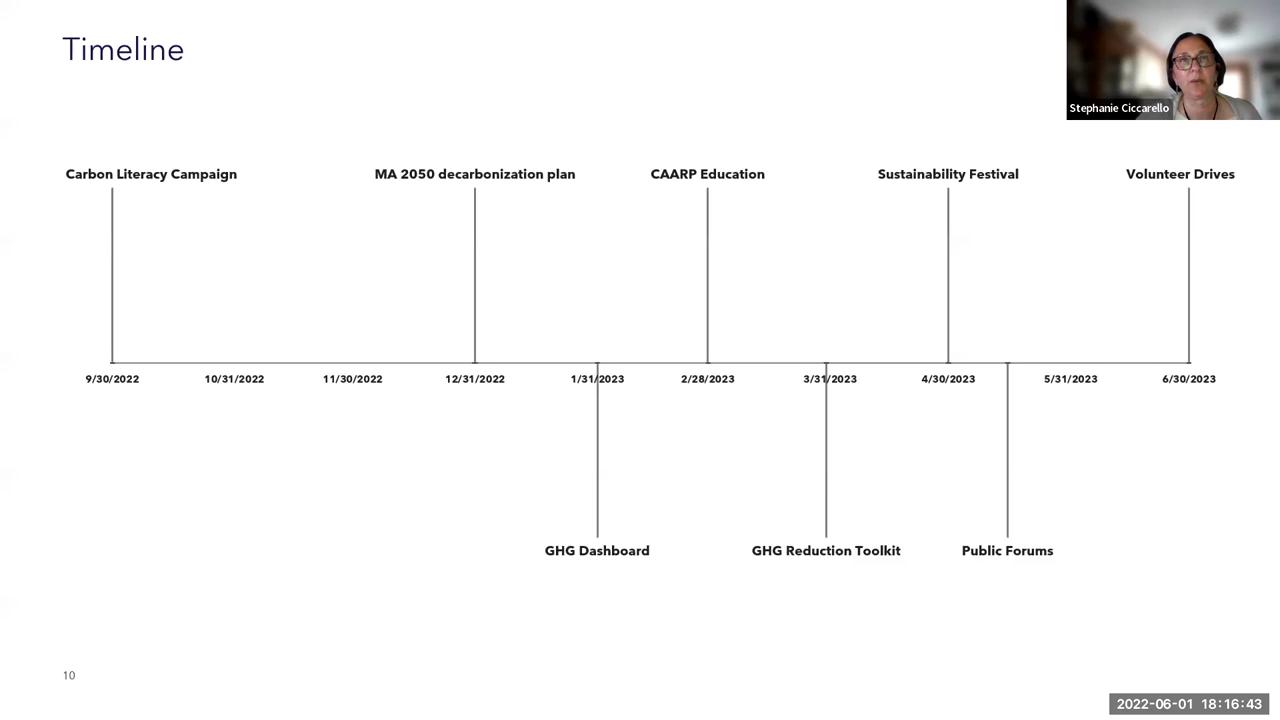 Timeline
Stephanie Ciccarello
Carbon Literacy Campaign
MA 2050 decarbonization plan
CAARP Education
Sustainability Festival
Volunteer Drives
9/30/2022
10/31/2022
11/30/2022
12/31/2022
1/31/2023
2/28/2023
3/31/2023
4/30/2023
5/31/2023
6/30/2023
GHG Dashboard
GHG Reduction Toolkit
Public Forums
10
2022-06-01 18:16:43